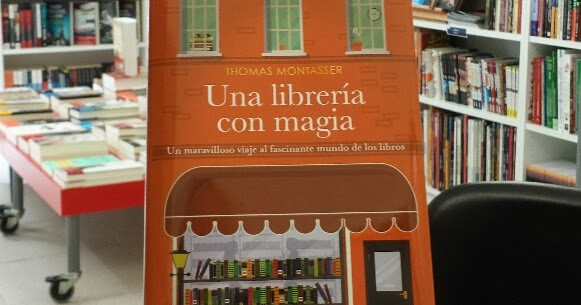 THOMAS MONTASSER
Una librería
con magia
Un maravilloso viaje al fascinante mundo de los libros